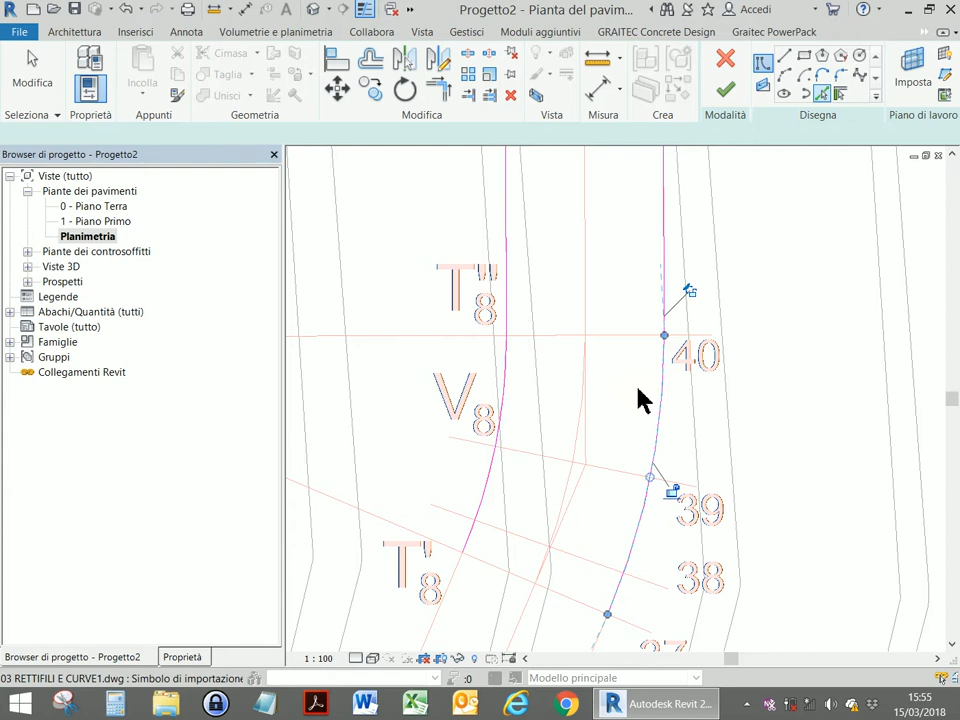 Progetto2 - Pianta del pavim...
Accedi
File
Architettura
Inserisci
Annota
Volumetrie e planimetria
Collabora
Vista
Gestisci
Moduli aggiuntivi
GRAITEC Concrete Design
Graitec PowerPack
Modifica
Incolla
Cimasa
Taglia
Unisci
Imposta
Seleziona
Proprietà
Appunti
Geometria
Modifica
Vista
Misura
Crea
Modalità
Disegna
Piano di lavoro
Browser di progetto - Progetto2
Viste (tutto)
Piante dei pavimenti
0 - Piano Terra
1 - Piano Primo
Planimetria
Piante dei controsoffitti
Viste 3D
Prospetti
Legende
Abachi/Quantità (tutti)
Tavole (tutto)
Famiglie
Gruppi
Collegamenti Revit
T"8
40
V8
39
T'8
38
Browser di progetto - Progetto2
Proprietà
1 : 100
03 RETTIFILI E CURVE1.dwg : Simbolo di importazione
:0
Modello principale
Autodesk Revit 2...
15:55
15/03/2018